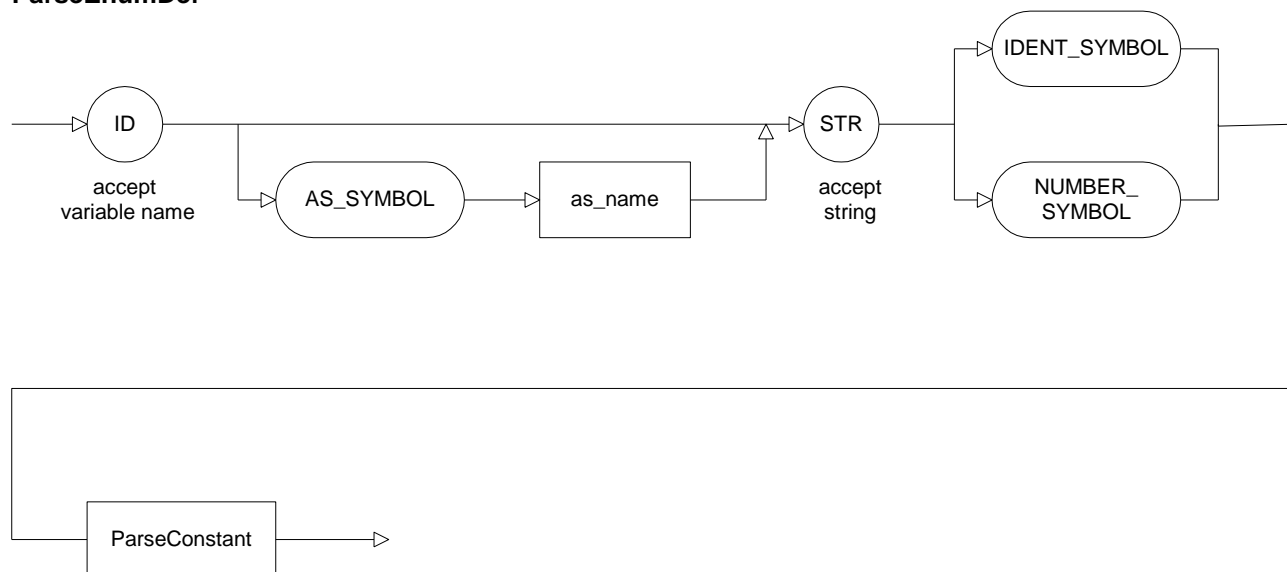 ID
accept
variable name
AS_SYMBOL
as_name
STR
accept
string
IDENT_SYMBOL
NUMBER_
SYMBOL
ParseConstant